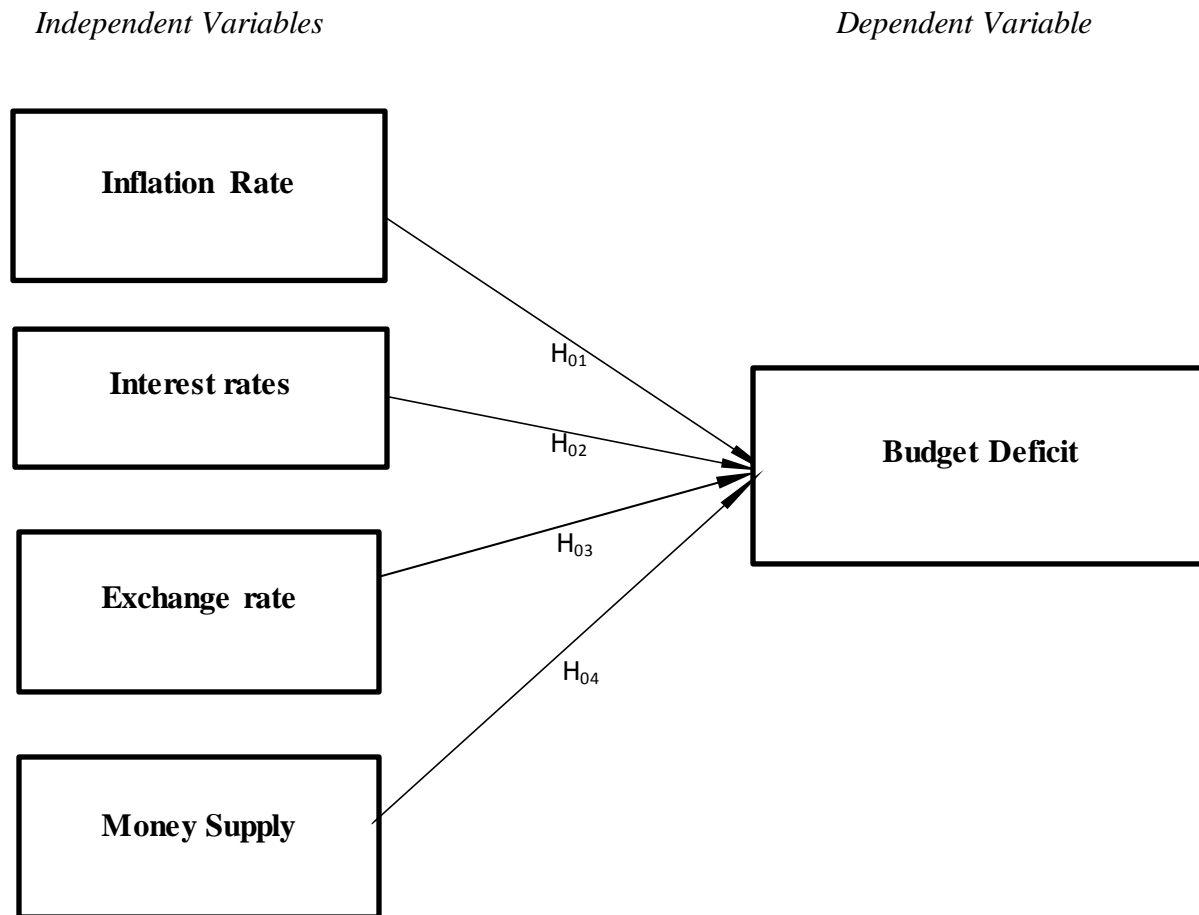 Independent Variables
Dependent Variable
Inflation Rate
Interest rates
Exchange rate
Money Supply
H01
H02
H03
H04
Budget Deficit